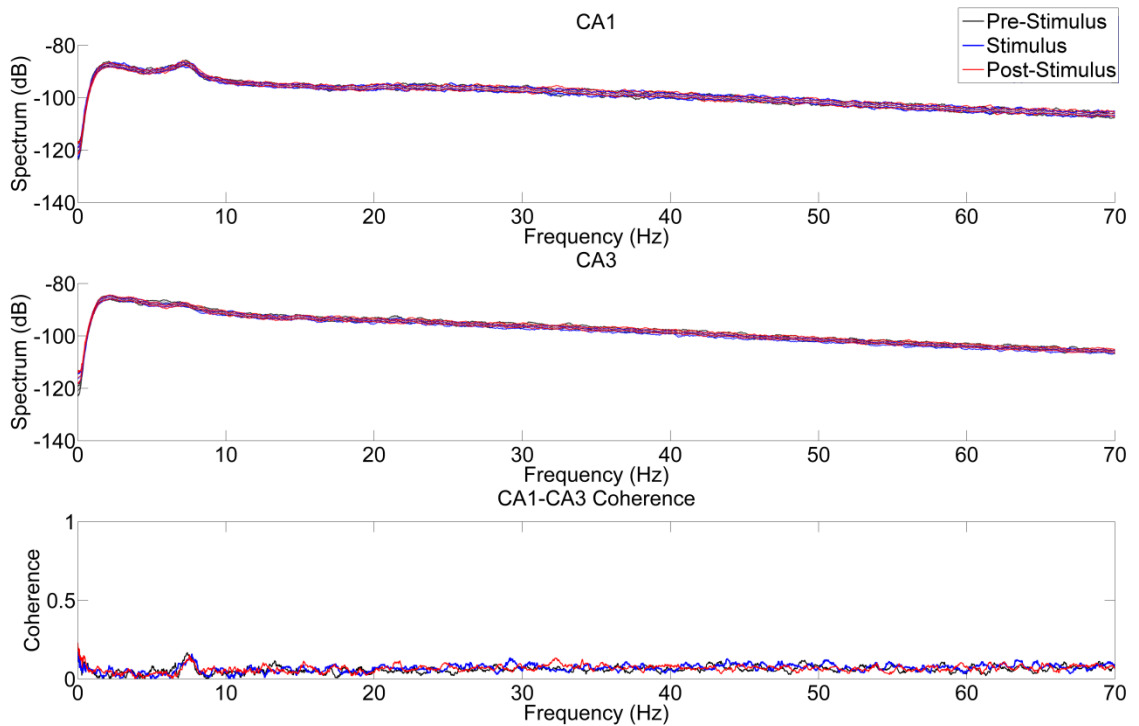 CA1
Pre-Stimulus
Stimulus
Post-Stimulus
Spectrum (dB)
-80
-100
-120
-140
0 10 20 30 40 50 60 70
Frequency (Hz)
CA3
Spectrum (dB)
-80
-100
-120
-140
0 10 20 30 40 50 60 70
Frequency (Hz)
CA1-CA3 Coherence
Coherence
1
0.5
0
0 10 20 30 40 50 60 70
Frequency (Hz)